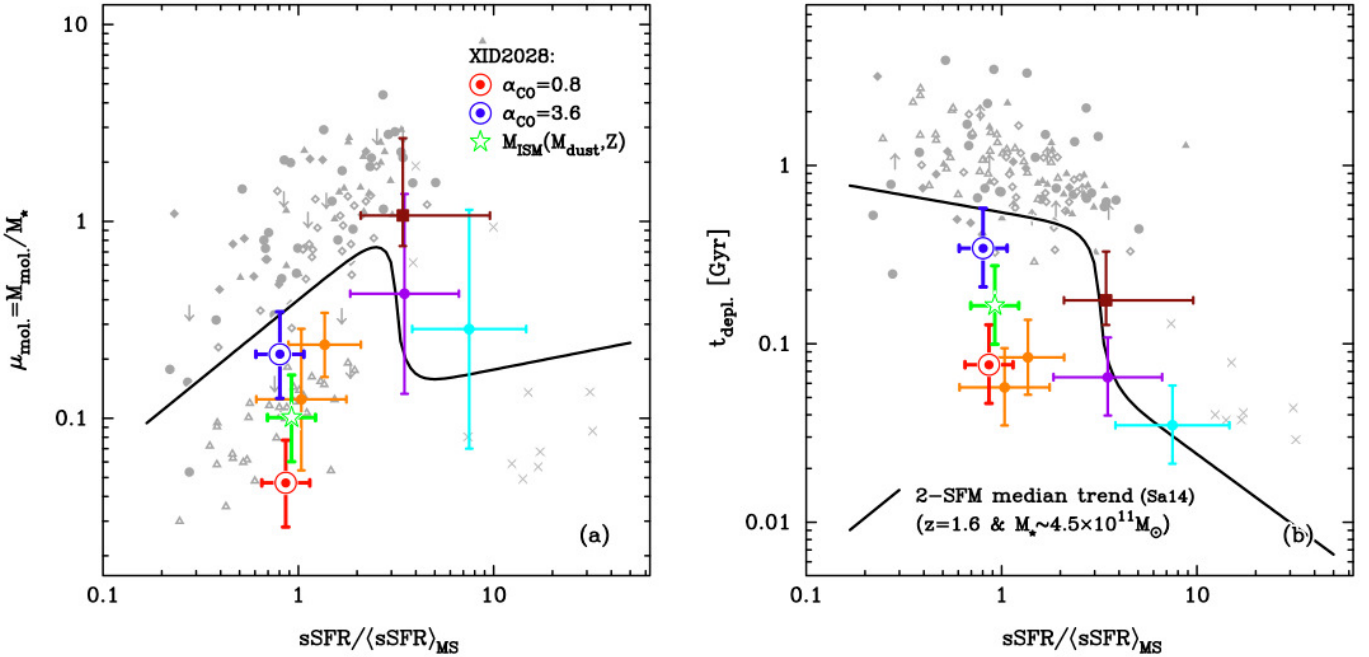 10
1
0.1
μmol.=Mmol./M★
XID2028:
αCO=0.8
αCO=3.6
MISM(Mdust,Z)
(a)
0.1
1
10
sSFR/⟨sSFR⟩MS
1
0.1
0.01
tdepl. [Gyr]
2-SFM median trend (Sa14)
(z=1.6 & M★~4.5×10¹¹M⊙)
(b)
0.1
1
10
sSFR/⟨sSFR⟩MS